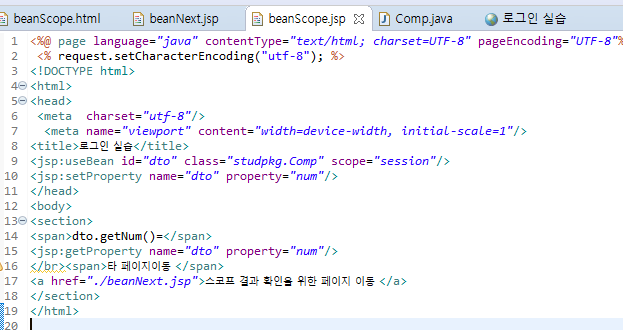 beanScope.html beanNext.jsp beanScope.jsp Comp.java 로그인 실습
1 <%@ page language="java" contentType="text/html; charset=UTF-8" pageEncoding="UTF-8"%
2 <% request.setCharacterEncoding("utf-8"); %>
3 <!DOCTYPE html>
4 <html>
5 <head>
6 <meta  charset="utf-8"/>
7 <meta name="viewport" content="width=device-width, initial-scale=1"/>
8 <title>로그인 실습</title>
9 <jsp:useBean id="dto" class="studpkg.Comp" scope="session"/>
10 <jsp:setProperty name="dto" property="num"/>
11 </head>
12 <body>
13 <section>
14 <span>dto.getNum()=</span>
15 <jsp:getProperty name="dto" property="num"/>
16 </br><span>타 페이지이동 </span>
17 <a href="./beanNext.jsp">스코프 결과 확인을 위한 페이지 이동 </a>
18 </section>
19 </html>
20